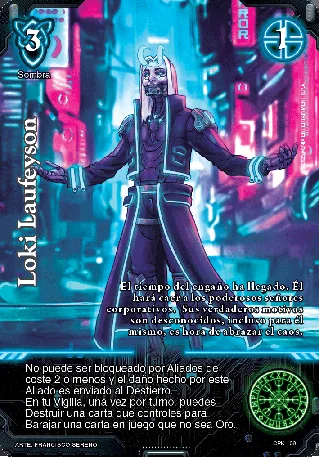 3
1
Sombra
Loki Laufeyson
El tiempo del engaño ha llegado. Él
hará caer a los poderosos señores
corporativos. Sus verdaderos motivos
son desconocidos, incluso para él
mismo, es hora de abrazar el caos.
No puede ser bloqueado por Aliados de
coste 2 o menos y el daño hecho por este
Aliado es enviado al Destierro.
En tu Vigilia, una vez por turno, puedes
Destruir una carta que controles para
Barajar una carta en juego que no sea Oro.
ARTE: FRANCISCO SERENO